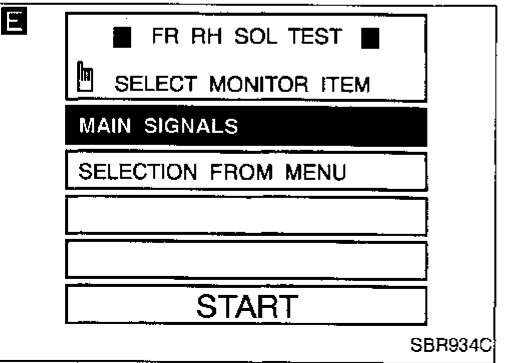 E
■ FR RH SOL TEST ■
SELECT MONITOR ITEM
MAIN SIGNALS
SELECTION FROM MENU
START
SBR934C